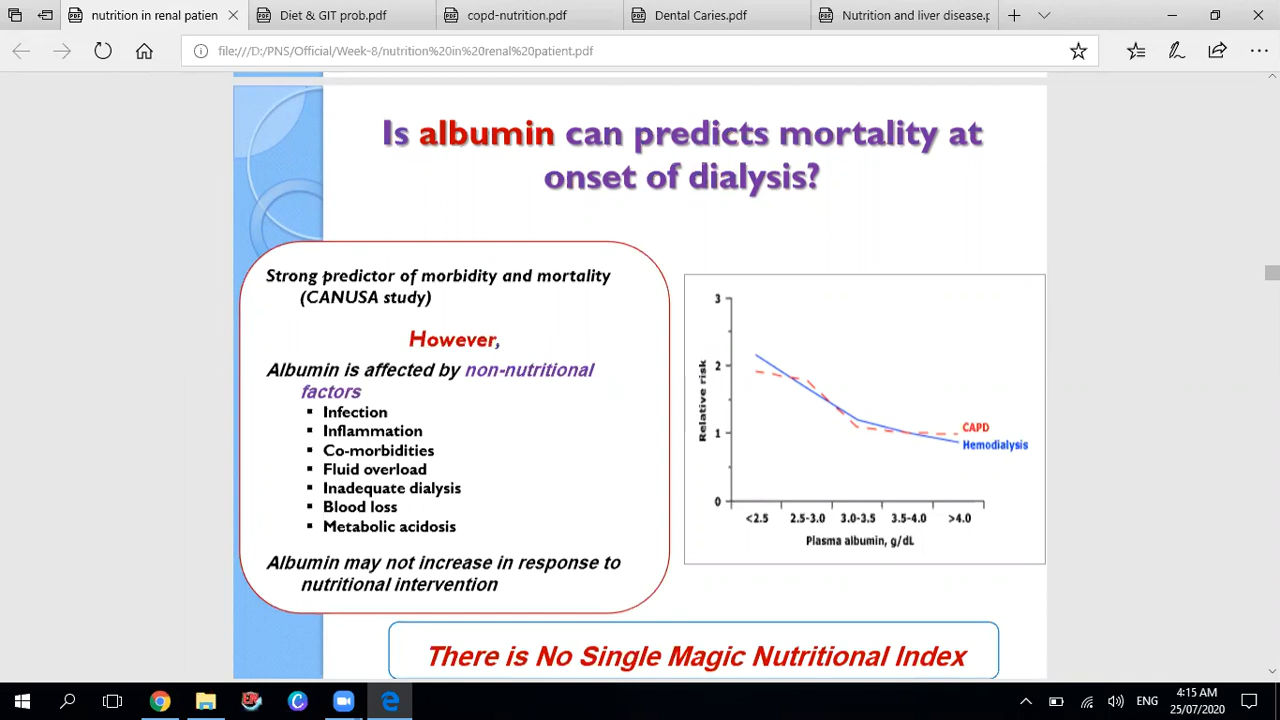 nutrition in renal patien
Diet & GIT prob.pdf
copd-nutrition.pdf
Dental Caries.pdf
Nutrition and liver disease.p
file:///D:/PNS/Official/Week-8/nutrition%20in%20renal%20patient.pdf
Is albumin can predicts mortality at
onset of dialysis?
Strong predictor of morbidity and mortality
(CANUSA study)
However,
Albumin is affected by non-nutritional
factors
▪ Infection
▪ Inflammation
▪ Co-morbidities
▪ Fluid overload
▪ Inadequate dialysis
▪ Blood loss
▪ Metabolic acidosis
Albumin may not increase in response to
nutritional intervention
3
2
1
0
Relative risk
CAPD
Hemodialysis
<2.5 2.5-3.0 3.0-3.5 3.5-4.0 >4.0
Plasma albumin, g/dL
There is No Single Magic Nutritional Index
ENG
4:15 AM
25/07/2020